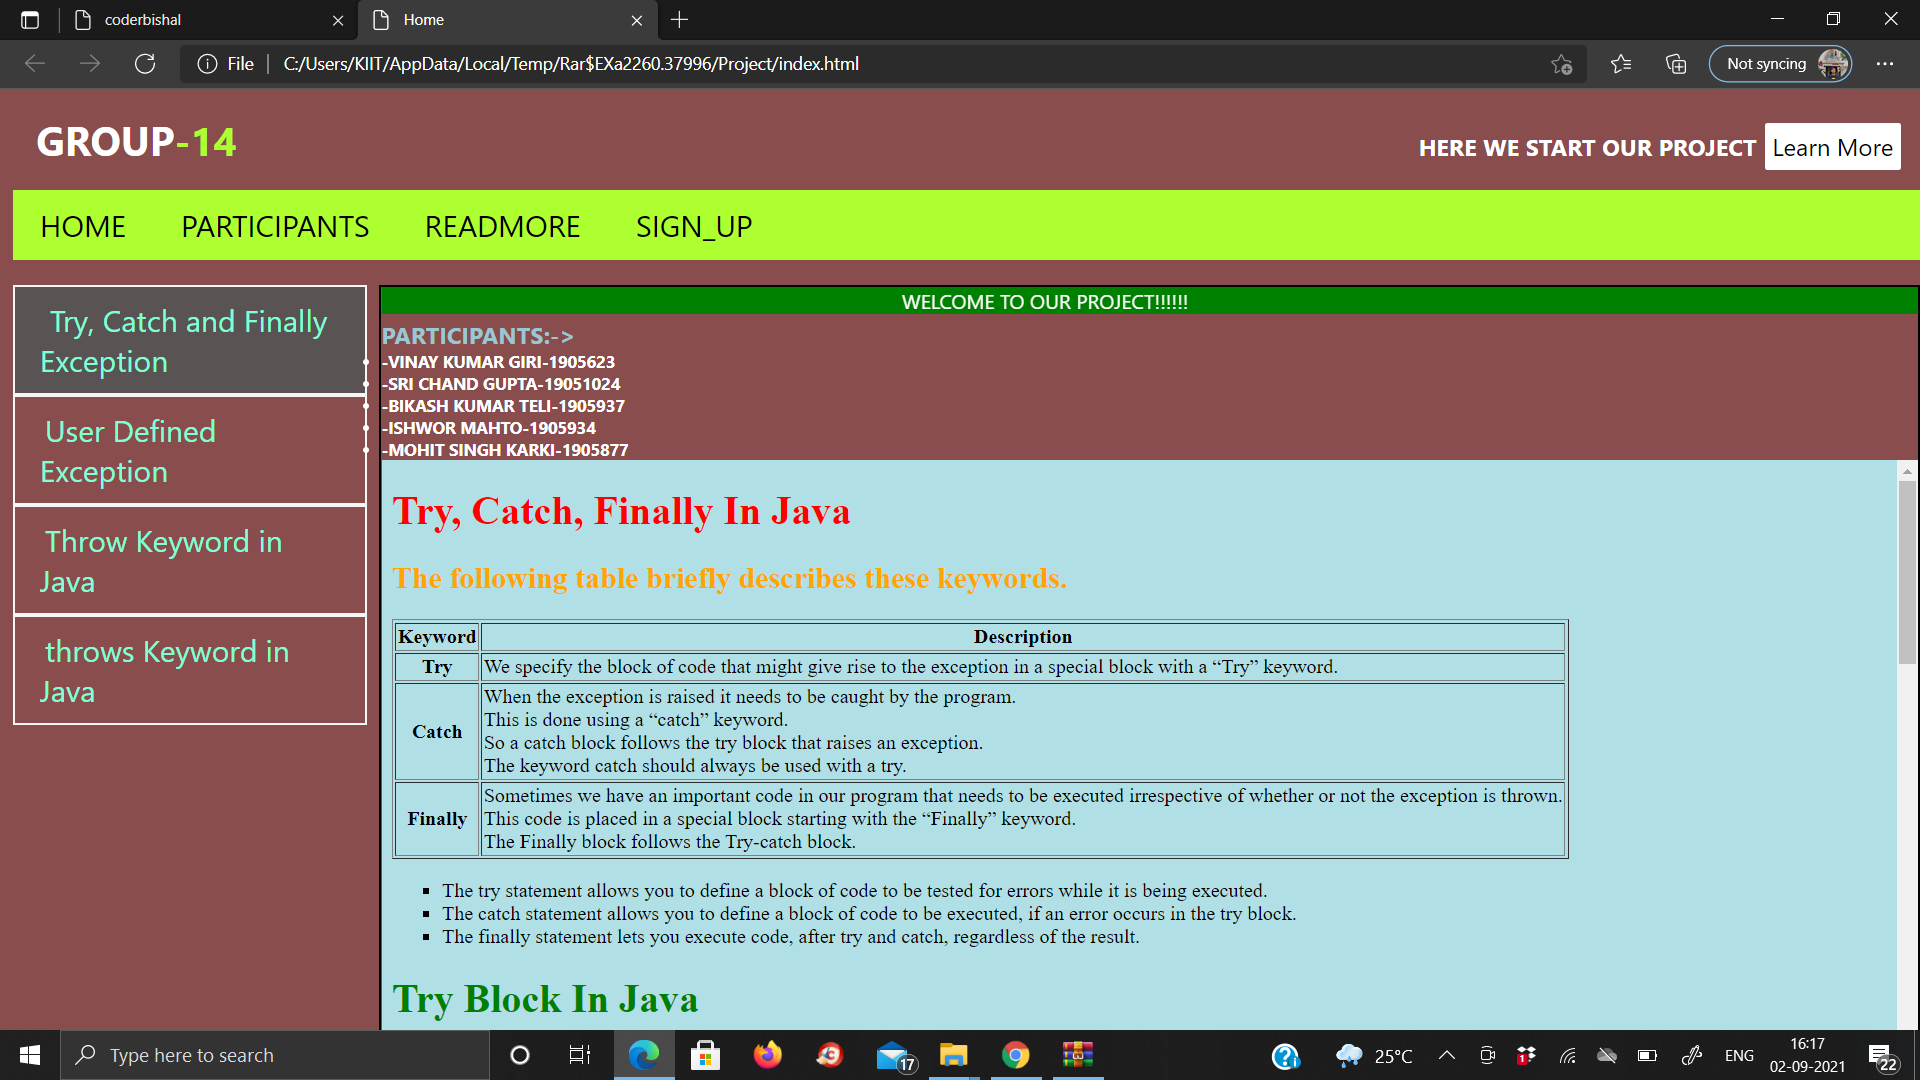 coderbishal
Home
File
C:/Users/KIIT/AppData/Local/Temp/Rar$EXa2260.37996/Project/index.html
Not syncing
GROUP-14
HERE WE START OUR PROJECT
Learn More
HOME PARTICIPANTS READMORE SIGN_UP
Try, Catch and Finally
Exception
User Defined
Exception
Throw Keyword in
Java
throws Keyword in
Java
WELCOME TO OUR PROJECT!!!!!!
PARTICIPANTS:->
-VINAY KUMAR GIRI-1905623
-SRI CHAND GUPTA-19051024
-BIKASH KUMAR TELI-1905937
-ISHWOR MAHTO-1905934
-MOHIT SINGH KARKI-1905877
Try, Catch, Finally In Java
The following table briefly describes these keywords.
Keyword Description
Try We specify the block of code that might give rise to the exception in a special block with a “Try” keyword.
Catch
When the exception is raised it needs to be caught by the program.
This is done using a “catch” keyword.
So a catch block follows the try block that raises an exception.
The keyword catch should always be used with a try.
Finally
Sometimes we have an important code in our program that needs to be executed irrespective of whether or not the exception is thrown.
This code is placed in a special block starting with the “Finally” keyword.
The Finally block follows the Try-catch block.
The try statement allows you to define a block of code to be tested for errors while it is being executed.
The catch statement allows you to define a block of code to be executed, if an error occurs in the try block.
The finally statement lets you execute code, after try and catch, regardless of the result.
Try Block In Java
Type here to search
17
25°C
1
ENG
16:17
02-09-2021
22